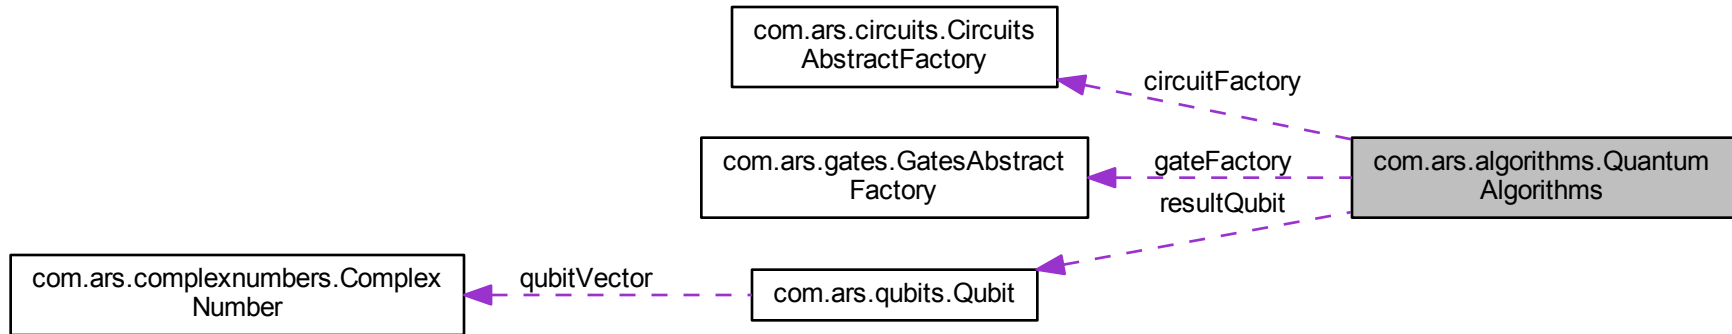 com.ars.circuits.Circuits
AbstractFactory
circuitFactory
com.ars.gates.GatesAbstract
Factory
gateFactory
com.ars.algorithms.Quantum
Algorithms
resultQubit
com.ars.complexnumbers.Complex
Number
qubitVector
com.ars.qubits.Qubit